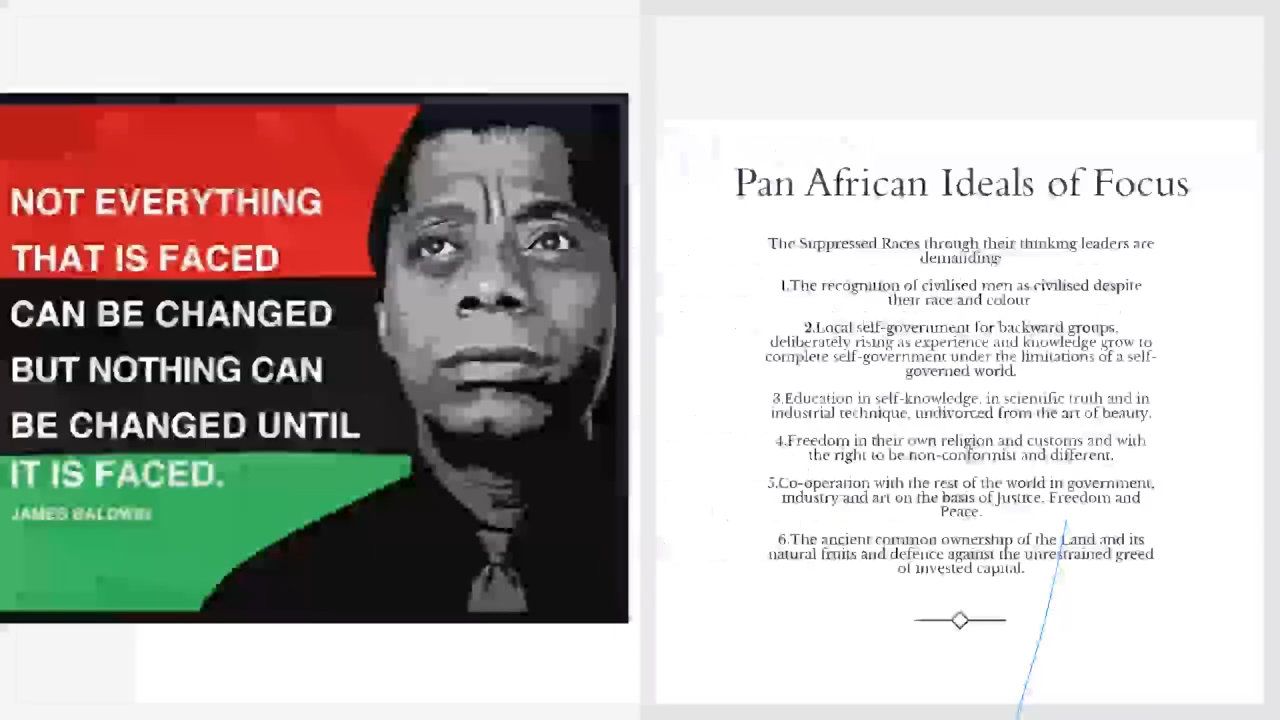 NOT EVERYTHING
THAT IS FACED
CAN BE CHANGED
BUT NOTHING CAN
BE CHANGED UNTIL
IT IS FACED.
JAMES BALDWIN
Pan African Ideals of Focus
The Suppressed Races through their thinking leaders are
demanding:
1.The recognition of civilised men as civilised despite
their race and colour
2.Local self-government for backward groups,
deliberately rising as experience and knowledge grow to
complete self-government under the limitations of a self-
governed world.
3.Education in self-knowledge, in scientific truth and in
industrial technique, undivorced from the art of beauty.
4.Freedom in their own religion and customs and with
the right to be non-conformist and different.
5.Co-operation with the rest of the world in government,
industry and art on the basis of Justice, Freedom and
Peace.
6.The ancient common ownership of the Land and its
natural fruits and defence against the unrestrained greed
of invested capital.